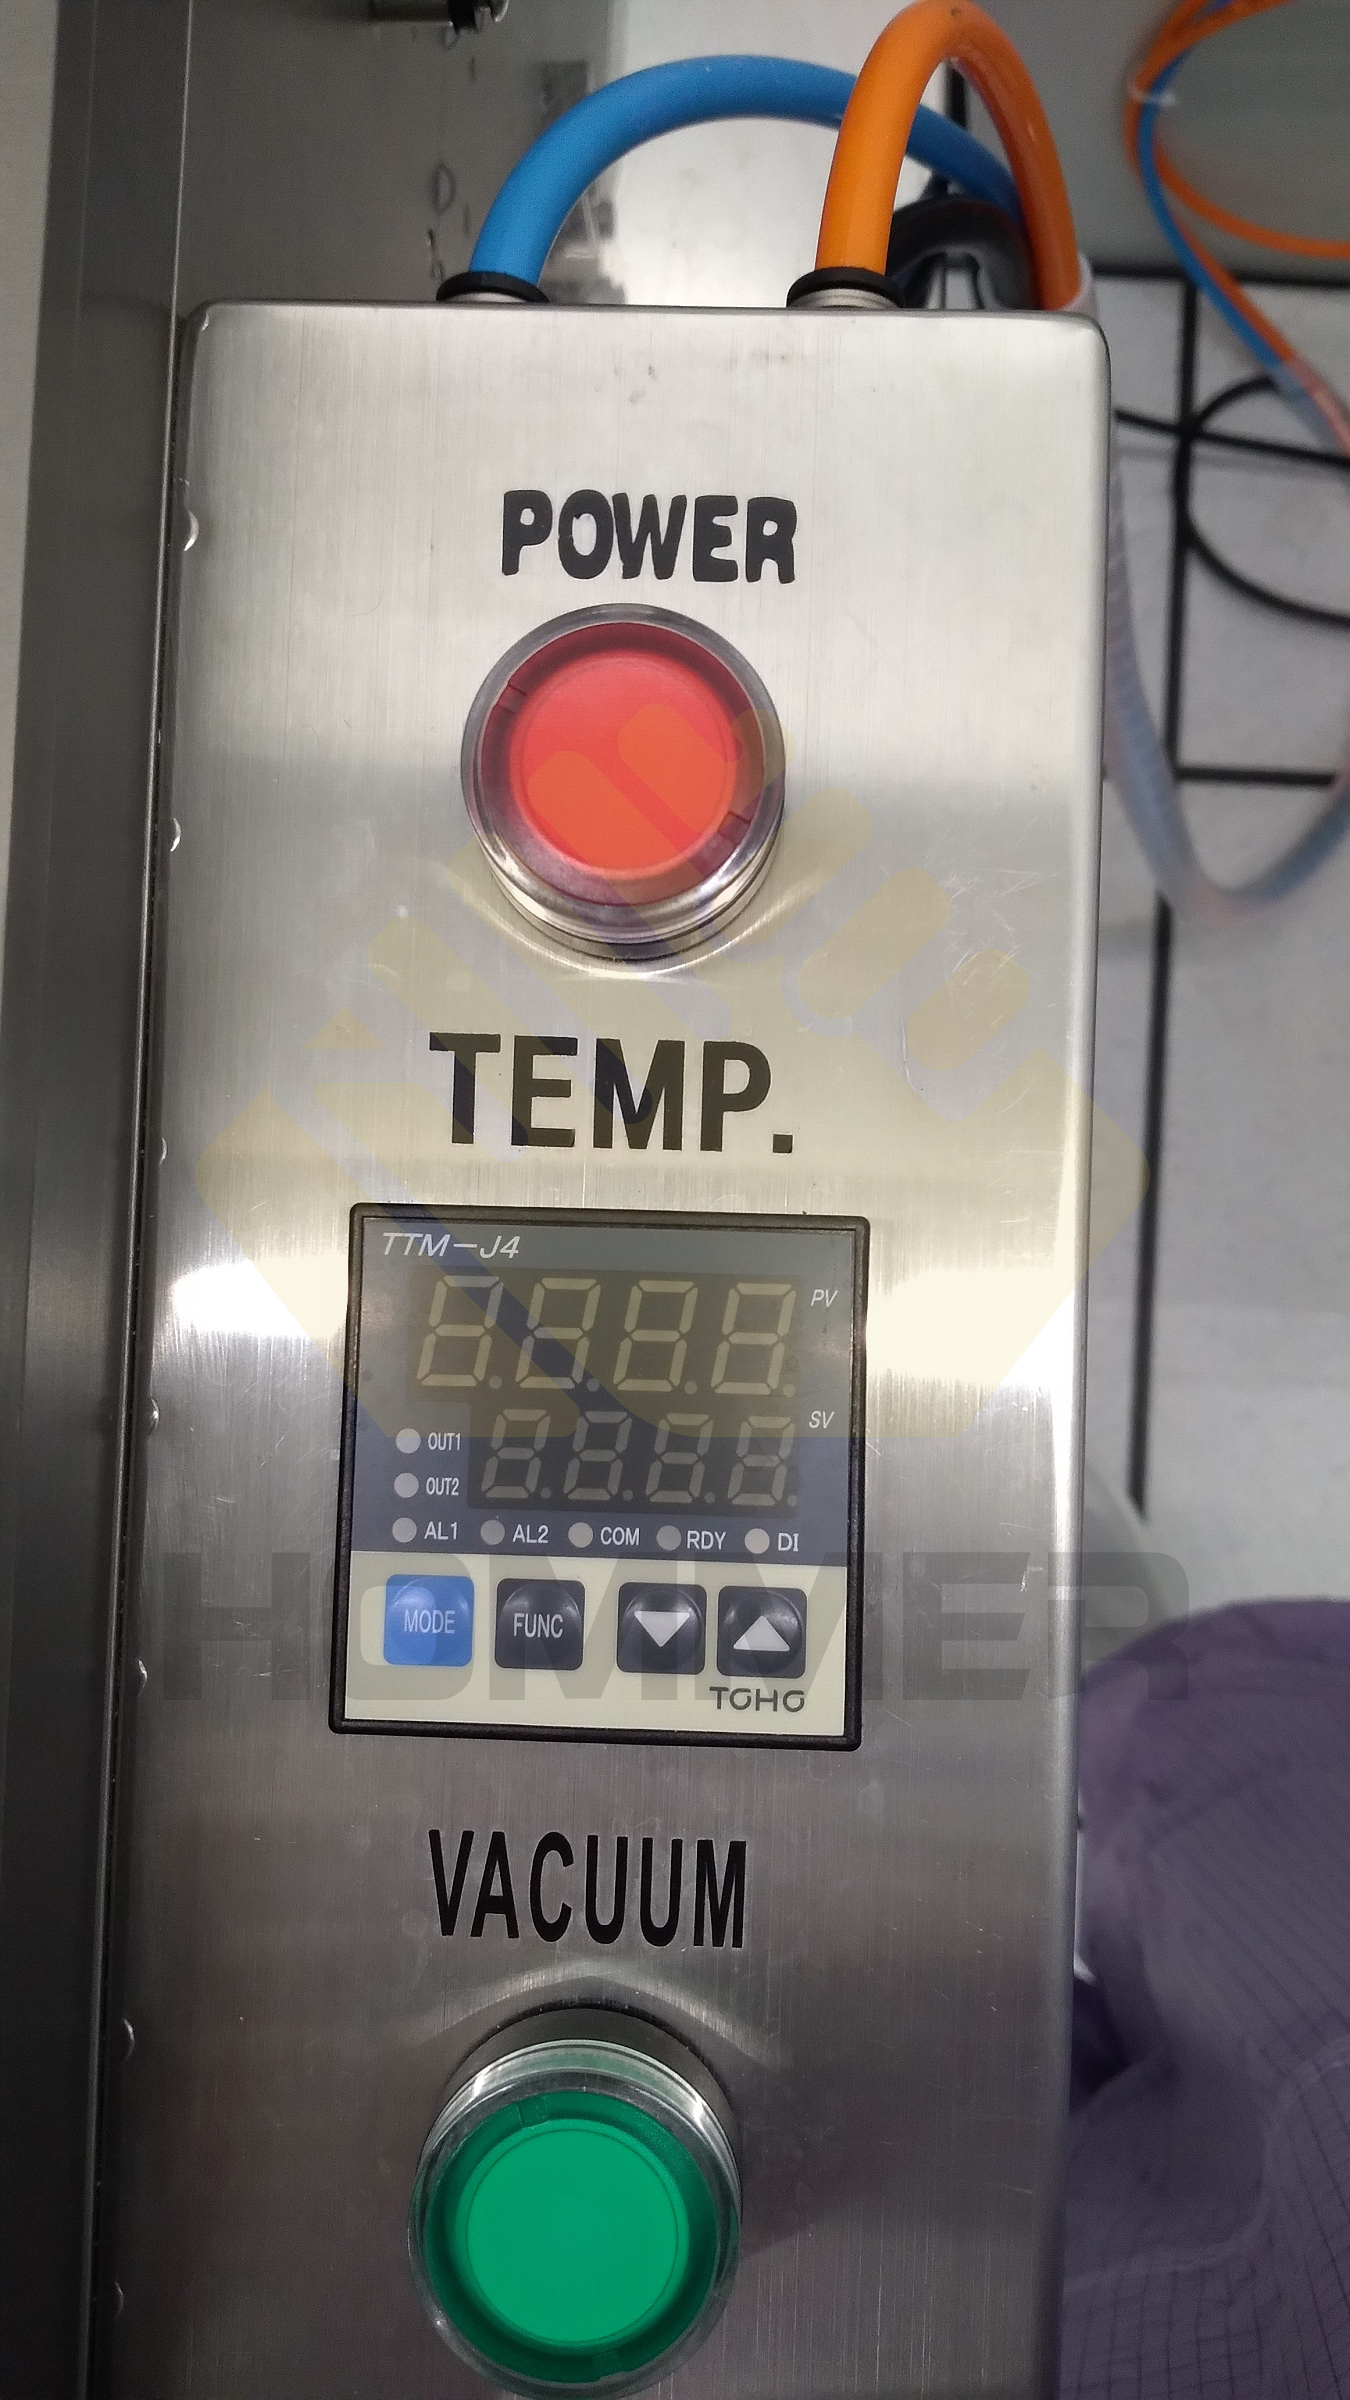 POWER
TEMP.
TTM-J4
PV
SV
OUT1
OUT2
AL1 AL2 COM RDY DI
MODE FUNC
TOHO
HOMMER
VACUUM